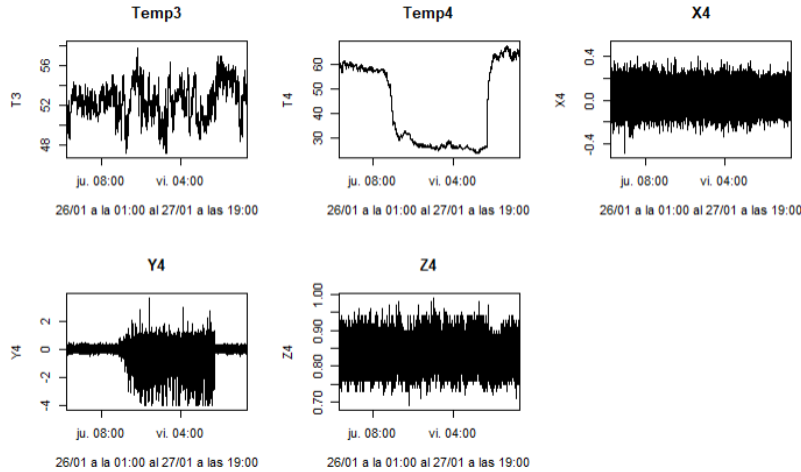 Temp3
T3
56
52
48
ju. 08:00 vi. 04:00
26/01 a la 01:00 al 27/01 a las 19:00
Temp4
T4
60
50
40
30
ju. 08:00 vi. 04:00
26/01 a la 01:00 al 27/01 a las 19:00
X4
X4
0.4
0.0
-0.4
ju. 08:00 vi. 04:00
26/01 a la 01:00 al 27/01 a las 19:00
Y4
Y4
2
0
-2
-4
ju. 08:00 vi. 04:00
26/01 a la 01:00 al 27/01 a las 19:00
Z4
Z4
1.00
0.90
0.80
0.70
ju. 08:00 vi. 04:00
26/01 a la 01:00 al 27/01 a las 19:00